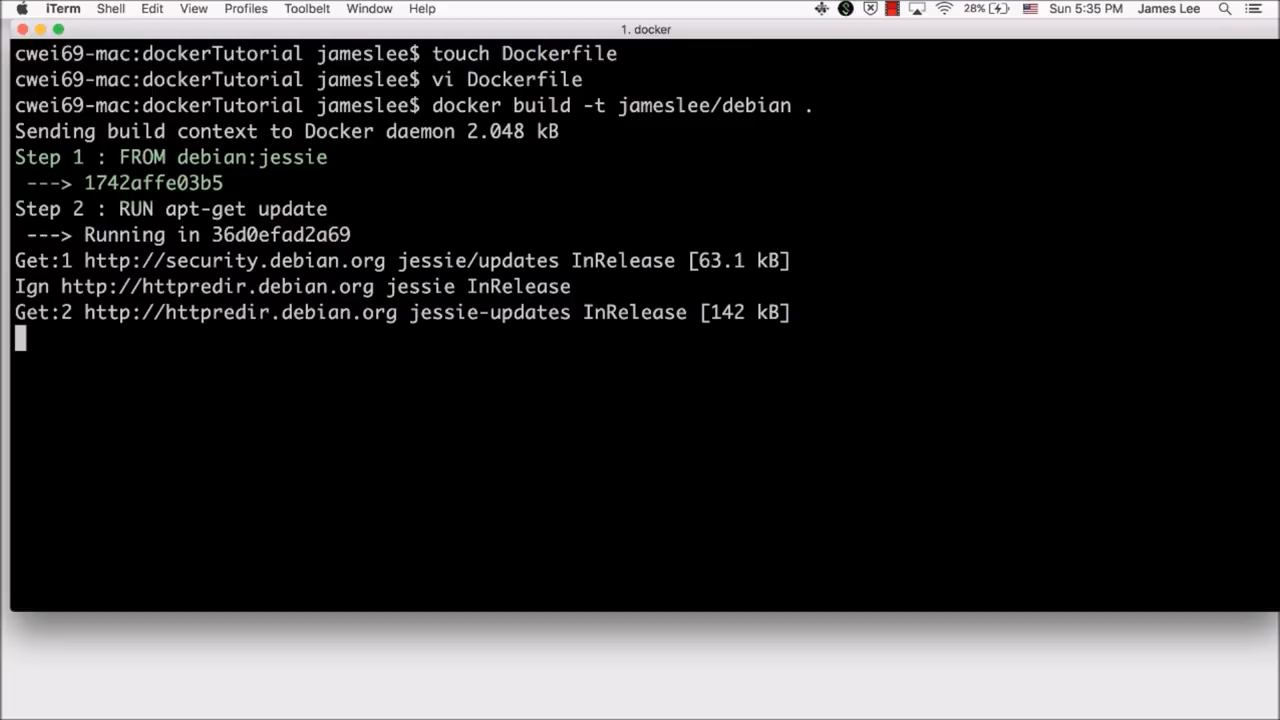 iTerm Shell Edit View Profiles Toolbelt Window Help 28% Sun 5:35 PM James Lee
1. docker
cwei69-mac:dockerTutorial jameslee$ touch Dockerfile
cwei69-mac:dockerTutorial jameslee$ vi Dockerfile
cwei69-mac:dockerTutorial jameslee$ docker build -t jameslee/debian .
Sending build context to Docker daemon 2.048 kB
Step 1 : FROM debian:jessie
 ---> 1742affe03b5
Step 2 : RUN apt-get update
 ---> Running in 36d0efad2a69
Get:1 http://security.debian.org jessie/updates InRelease [63.1 kB]
Ign http://httpredir.debian.org jessie InRelease
Get:2 http://httpredir.debian.org jessie-updates InRelease [142 kB]